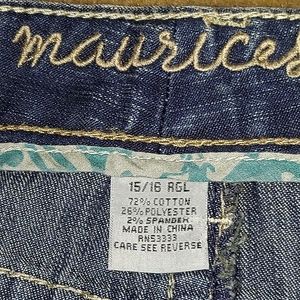 maurices
15/16 RGL
72% COTTON
26% POLYESTER
2% SPANDEX
MADE IN CHINA
RN53333
CARE SEE REVERSE